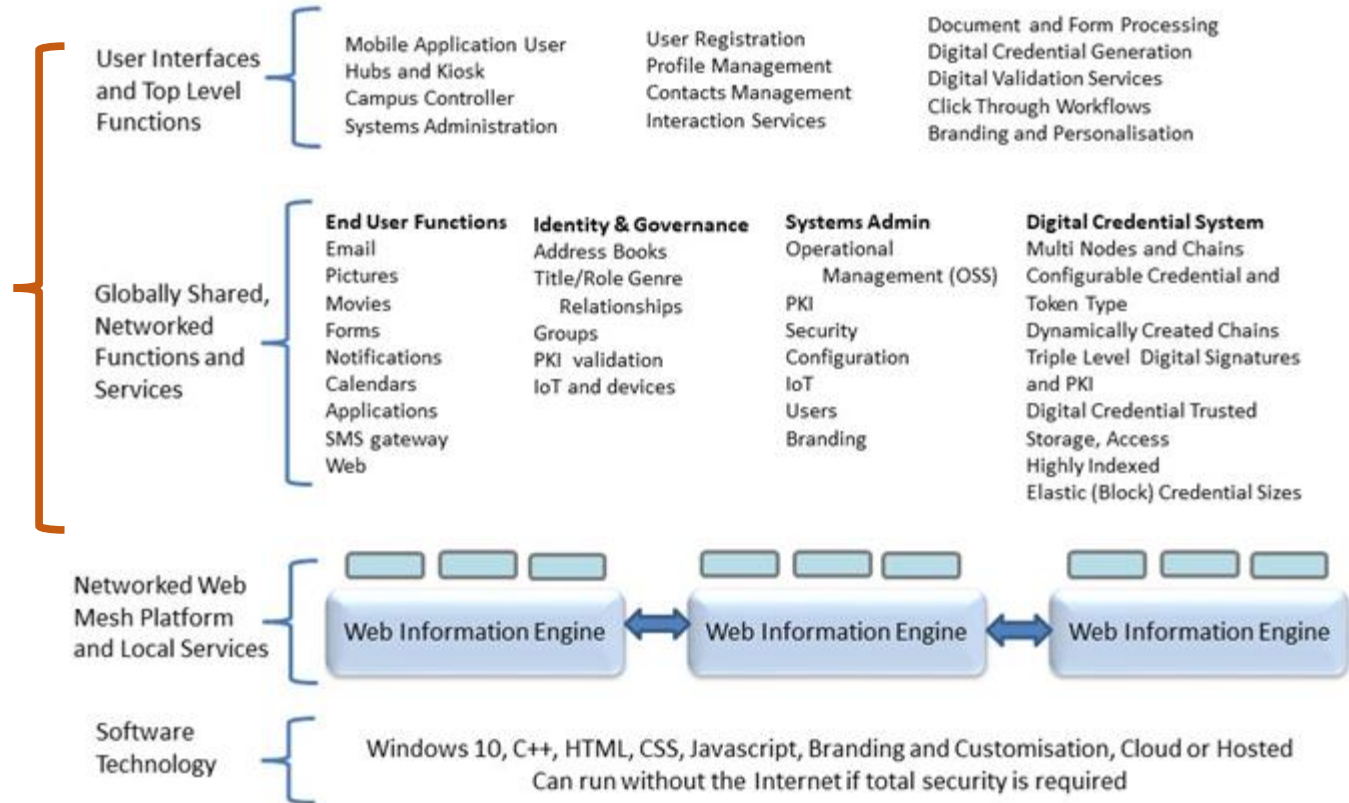 User Interfaces
and Top Level
Functions
Mobile Application User
Hubs and Kiosk
Campus Controller
Systems Administration
User Registration
Profile Management
Contacts Management
Interaction Services
Document and Form Processing
Digital Credential Generation
Digital Validation Services
Click Through Workflows
Branding and Personalisation
Globally Shared,
Networked
Functions and
Services
End User Functions
Email
Pictures
Movies
Forms
Notifications
Calendars
Applications
SMS gateway
Web
Identity & Governance
Address Books
Title/Role Genre
Relationships
Groups
PKI validation
IoT and devices
Systems Admin
Operational
Management (OSS)
PKI
Security
Configuration
IoT
Users
Branding
Digital Credential System
Multi Nodes and Chains
Configurable Credential and
Token Type
Dynamically Created Chains
Triple Level Digital Signatures
and PKI
Digital Credential Trusted
Storage, Access
Highly Indexed
Elastic (Block) Credential Sizes
Networked Web
Mesh Platform
and Local Services
Web Information Engine
Web Information Engine
Web Information Engine
Software
Technology
Windows 10, C++, HTML, CSS, Javascript, Branding and Customisation, Cloud or Hosted
Can run without the Internet if total security is required